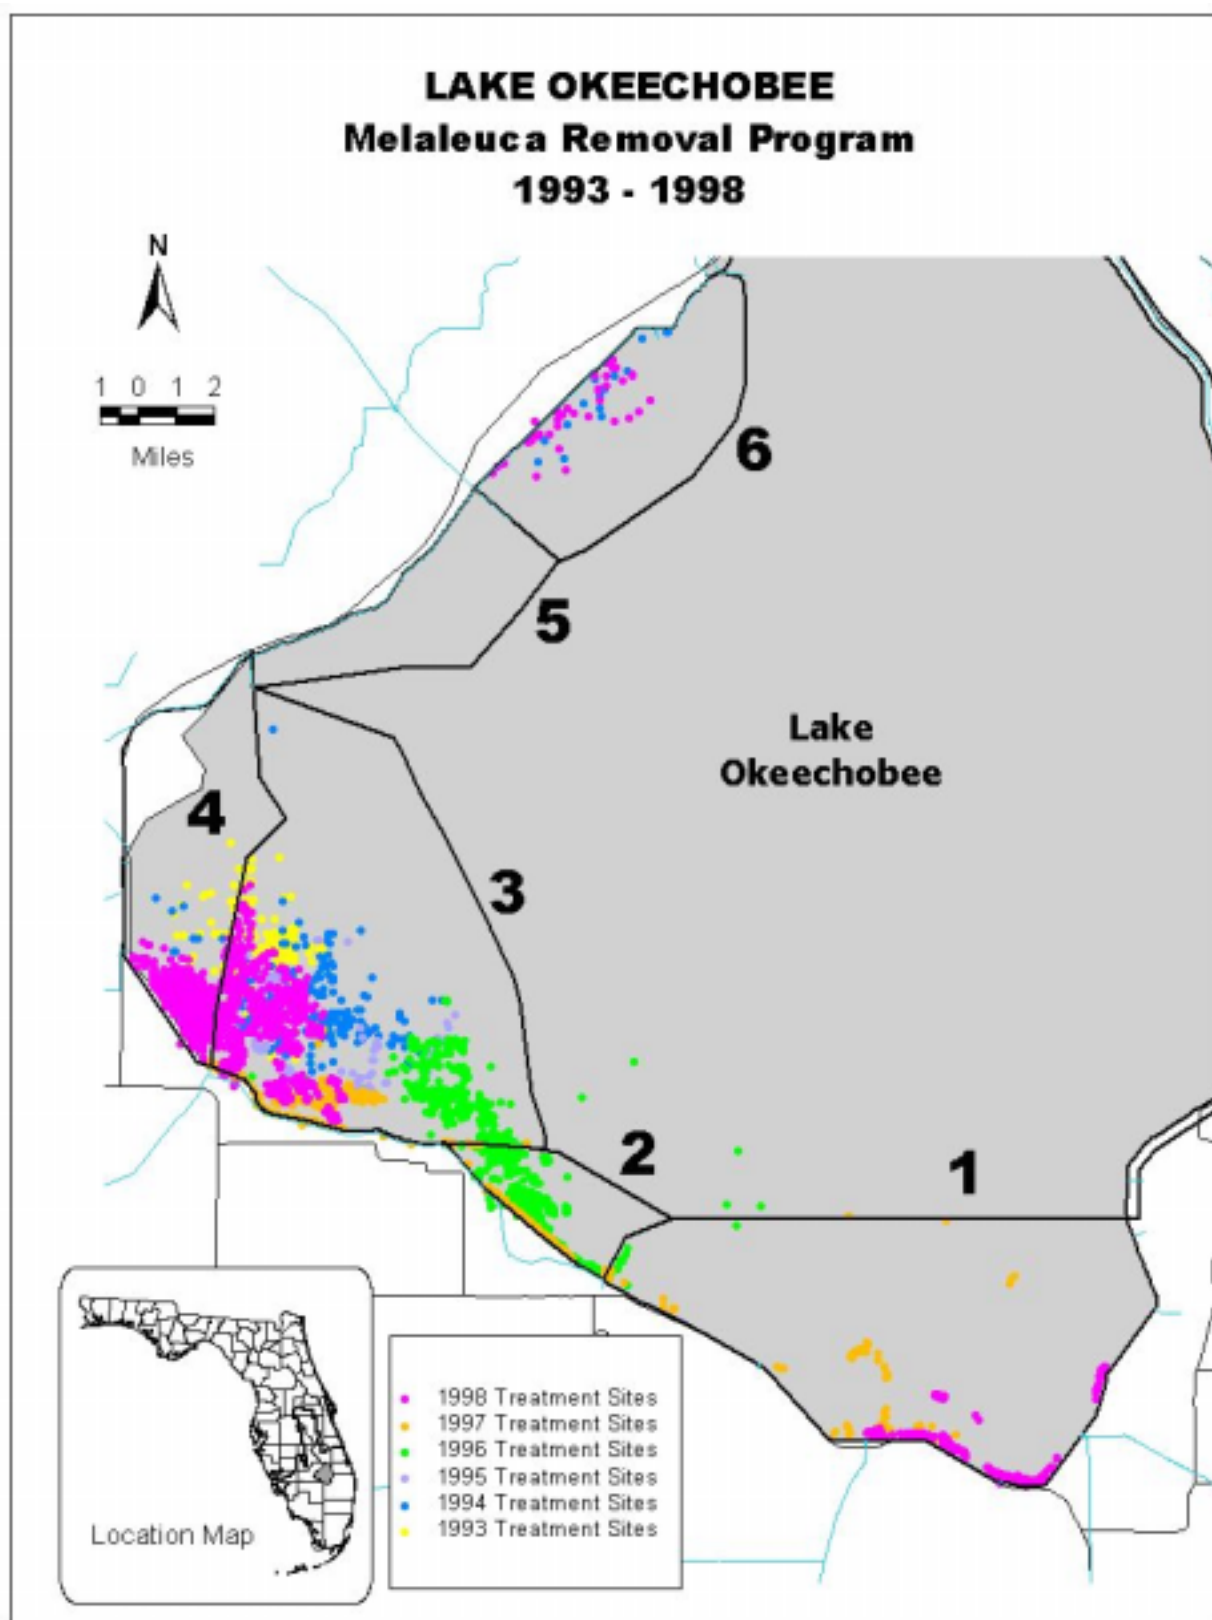 LAKE OKEECHOBEE
Melaleuca Removal Program
1993 - 1998
N
1 0 1 2
Miles
6
5
Lake
Okeechobee
4
3
2
1
1998 Treatment Sites
1997 Treatment Sites
1996 Treatment Sites
1995 Treatment Sites
1994 Treatment Sites
1993 Treatment Sites
Location Map